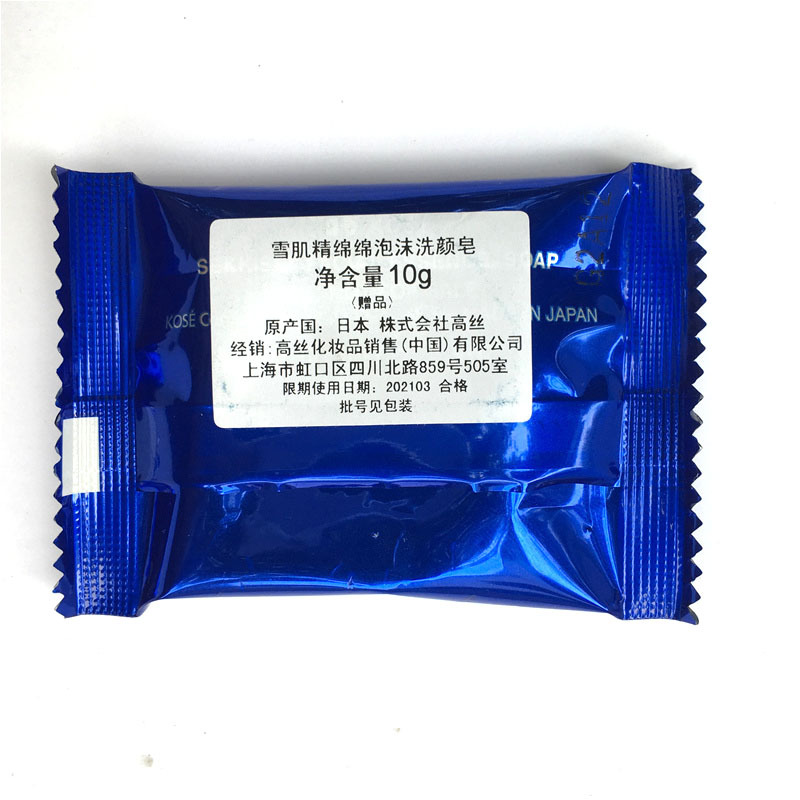 雪肌精绵绵泡沫洗颜皂
净含量10g
（赠品）
原产国：日本 株式会社高丝
经销:高丝化妆品销售(中国)有限公司
上海市虹口区四川北路859号505室
限期使用日期：202103 合格
批号见包装
KOSÉ
N JAPAN